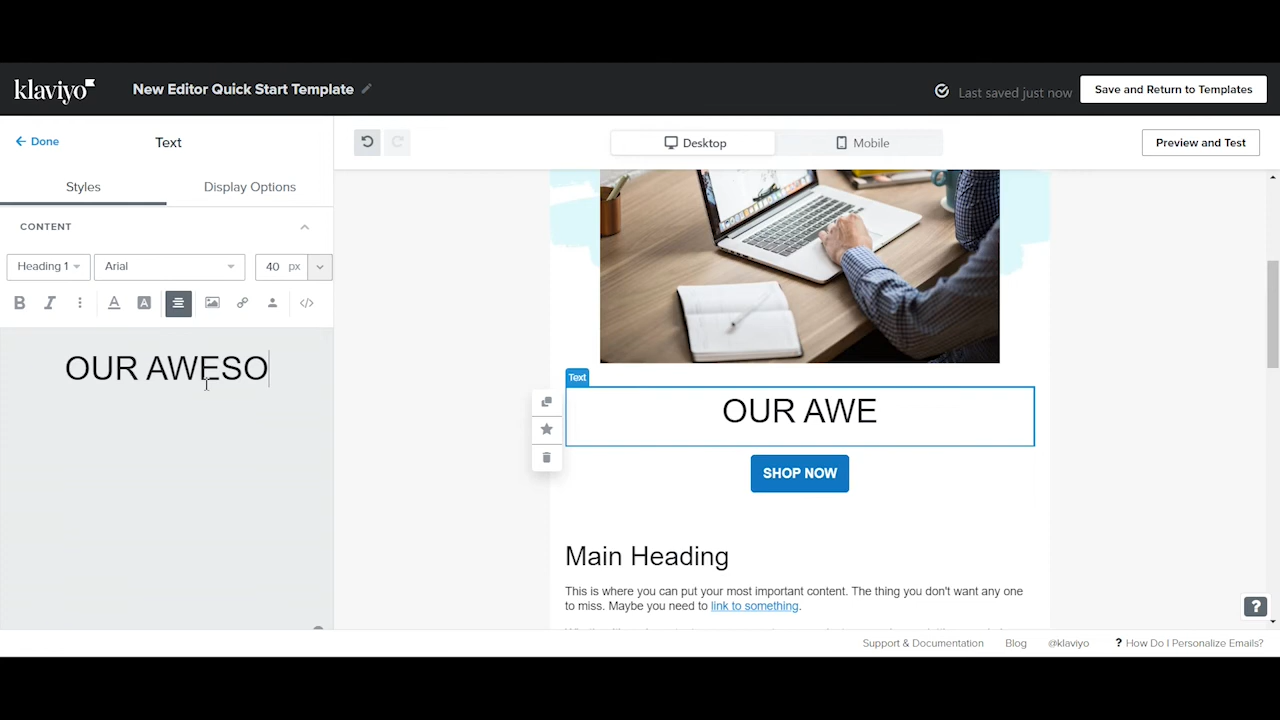 klaviyo
New Editor Quick Start Template
Last saved just now
Save and Return to Templates
Done
Text
Desktop
Mobile
Preview and Test
Styles
Display Options
CONTENT
Heading 1
Arial
40 px
B I A A </>
OUR AWESO
Text
OUR AWE
SHOP NOW
Main Heading
This is where you can put your most important content. The thing you don't want any one
to miss. Maybe you need to link to something.
?
Support & Documentation
Blog
@klaviyo
? How Do I Personalize Emails?